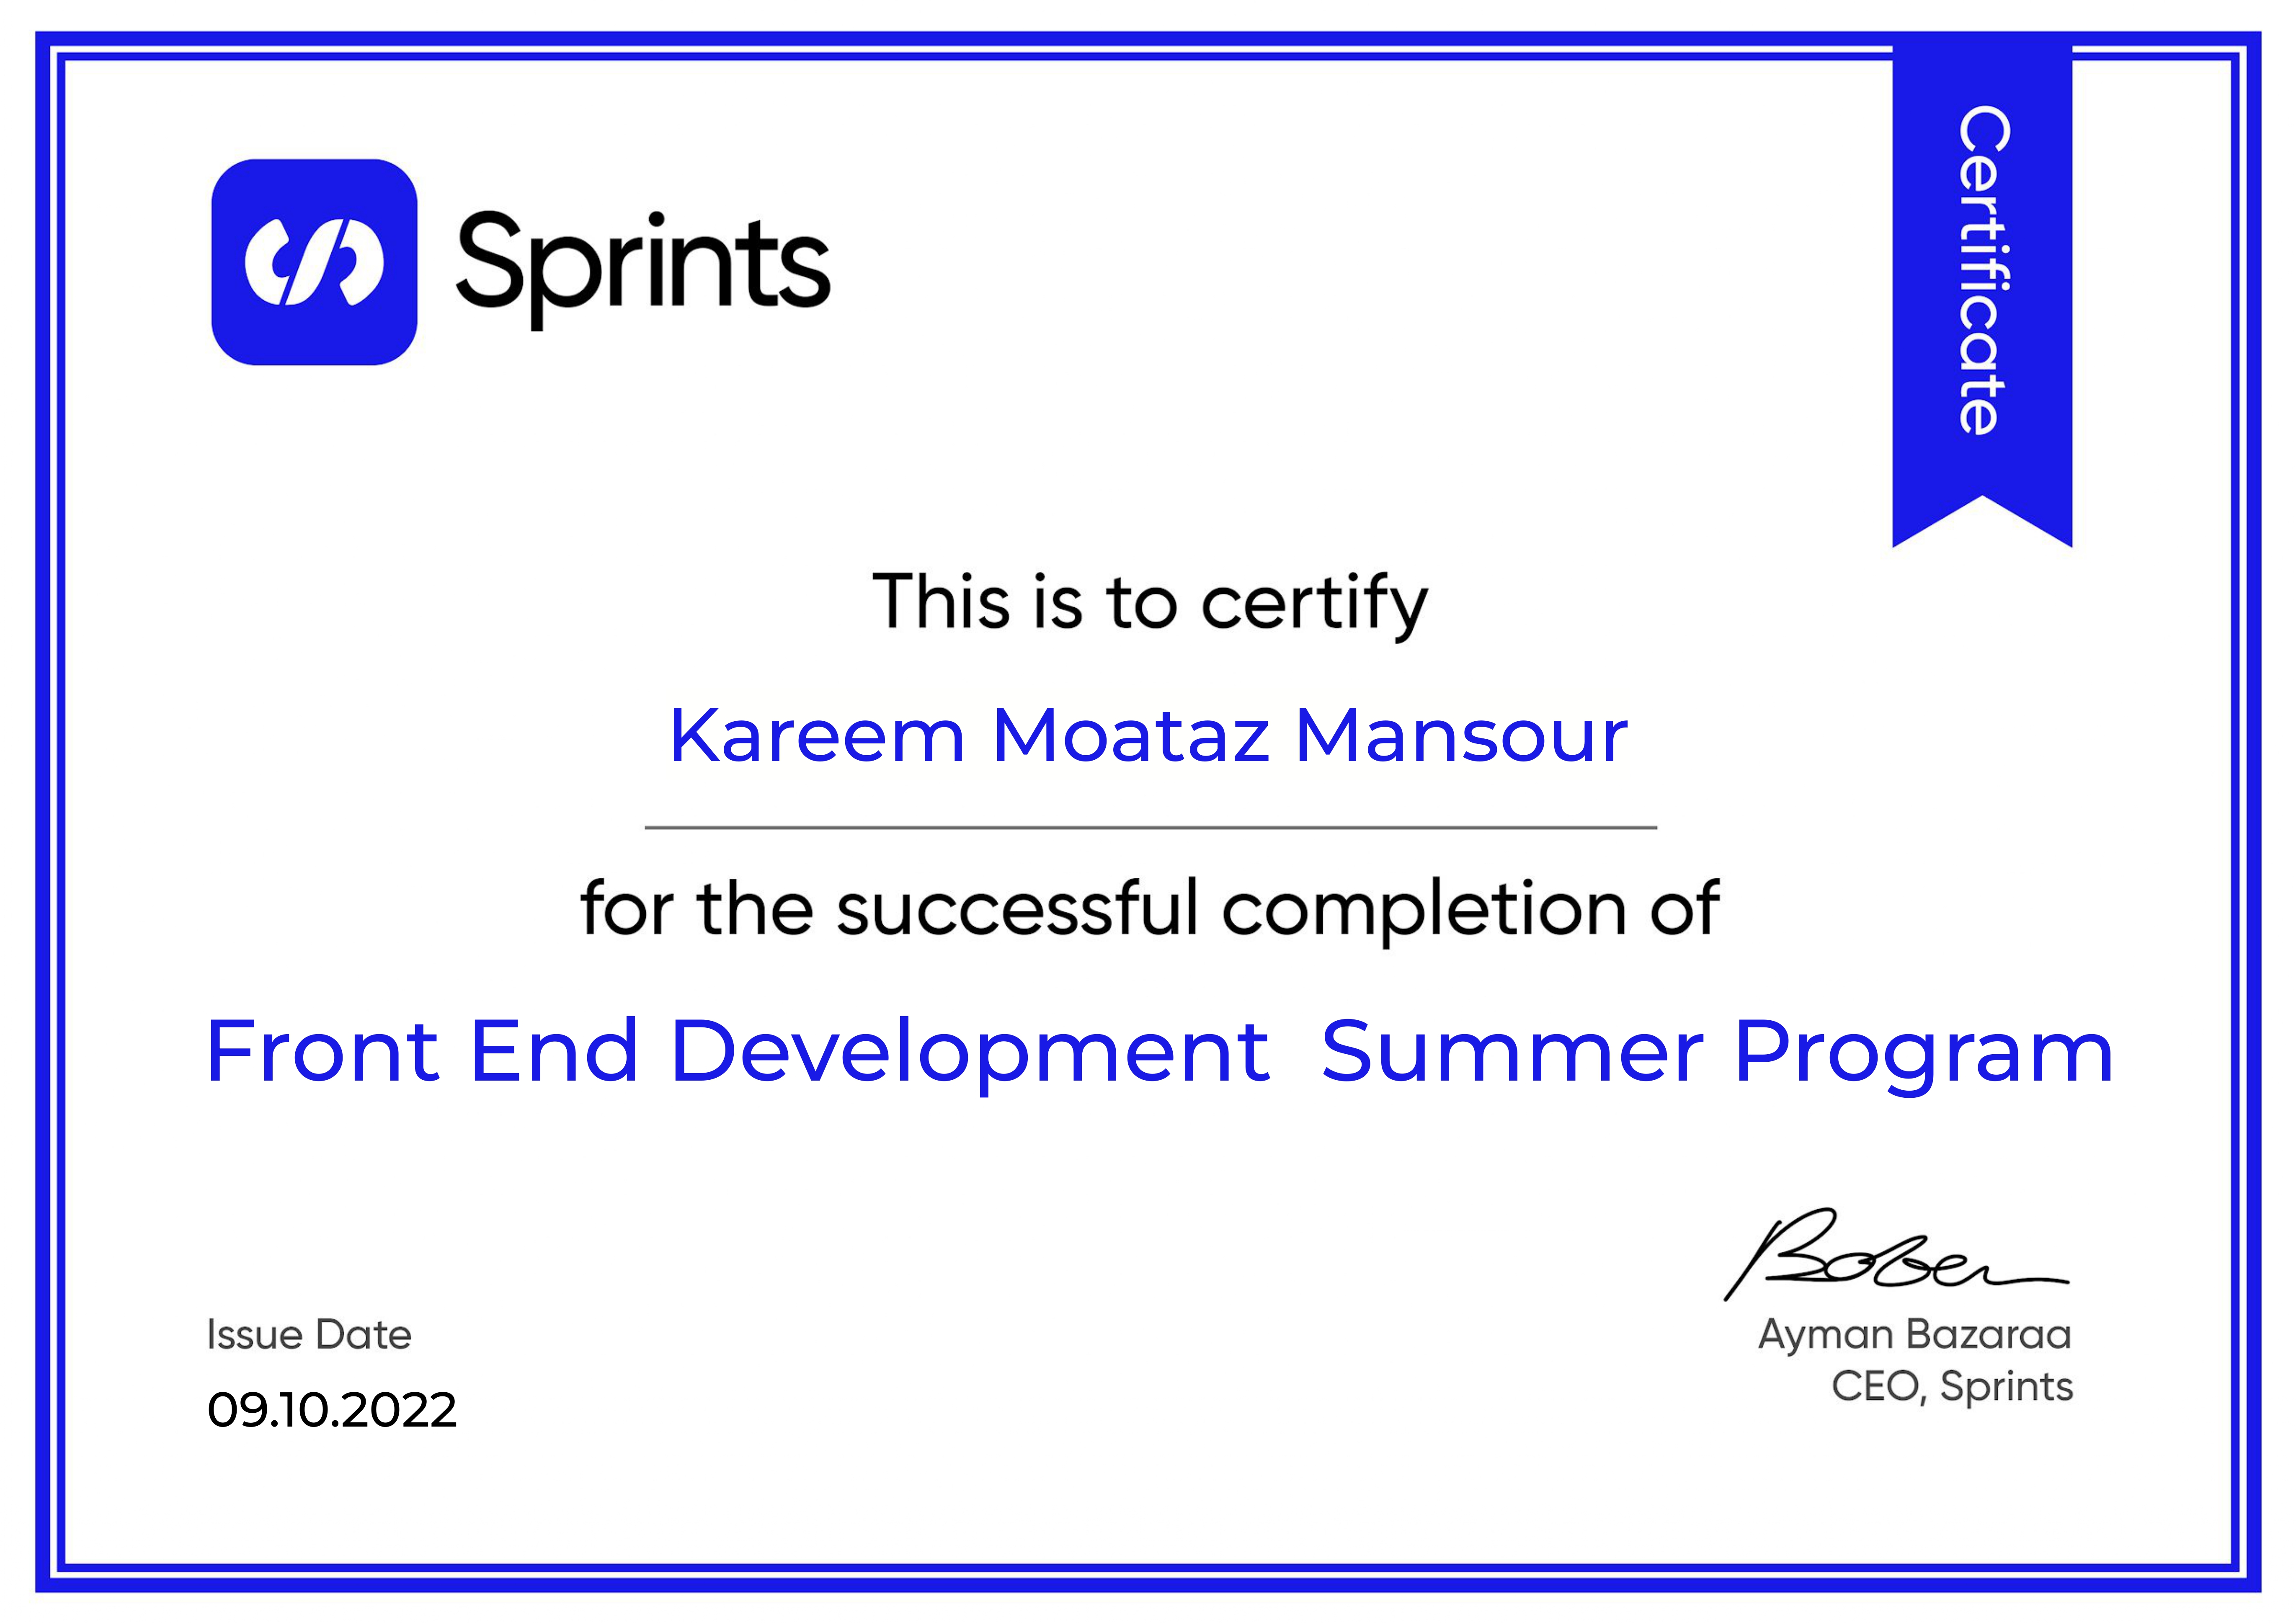 Sprints
Certificate
This is to certify
Kareem Moataz Mansour
for the successful completion of
Front End Development  Summer Program
Issue Date
09.10.2022
Ayman Bazaraa
CEO, Sprints